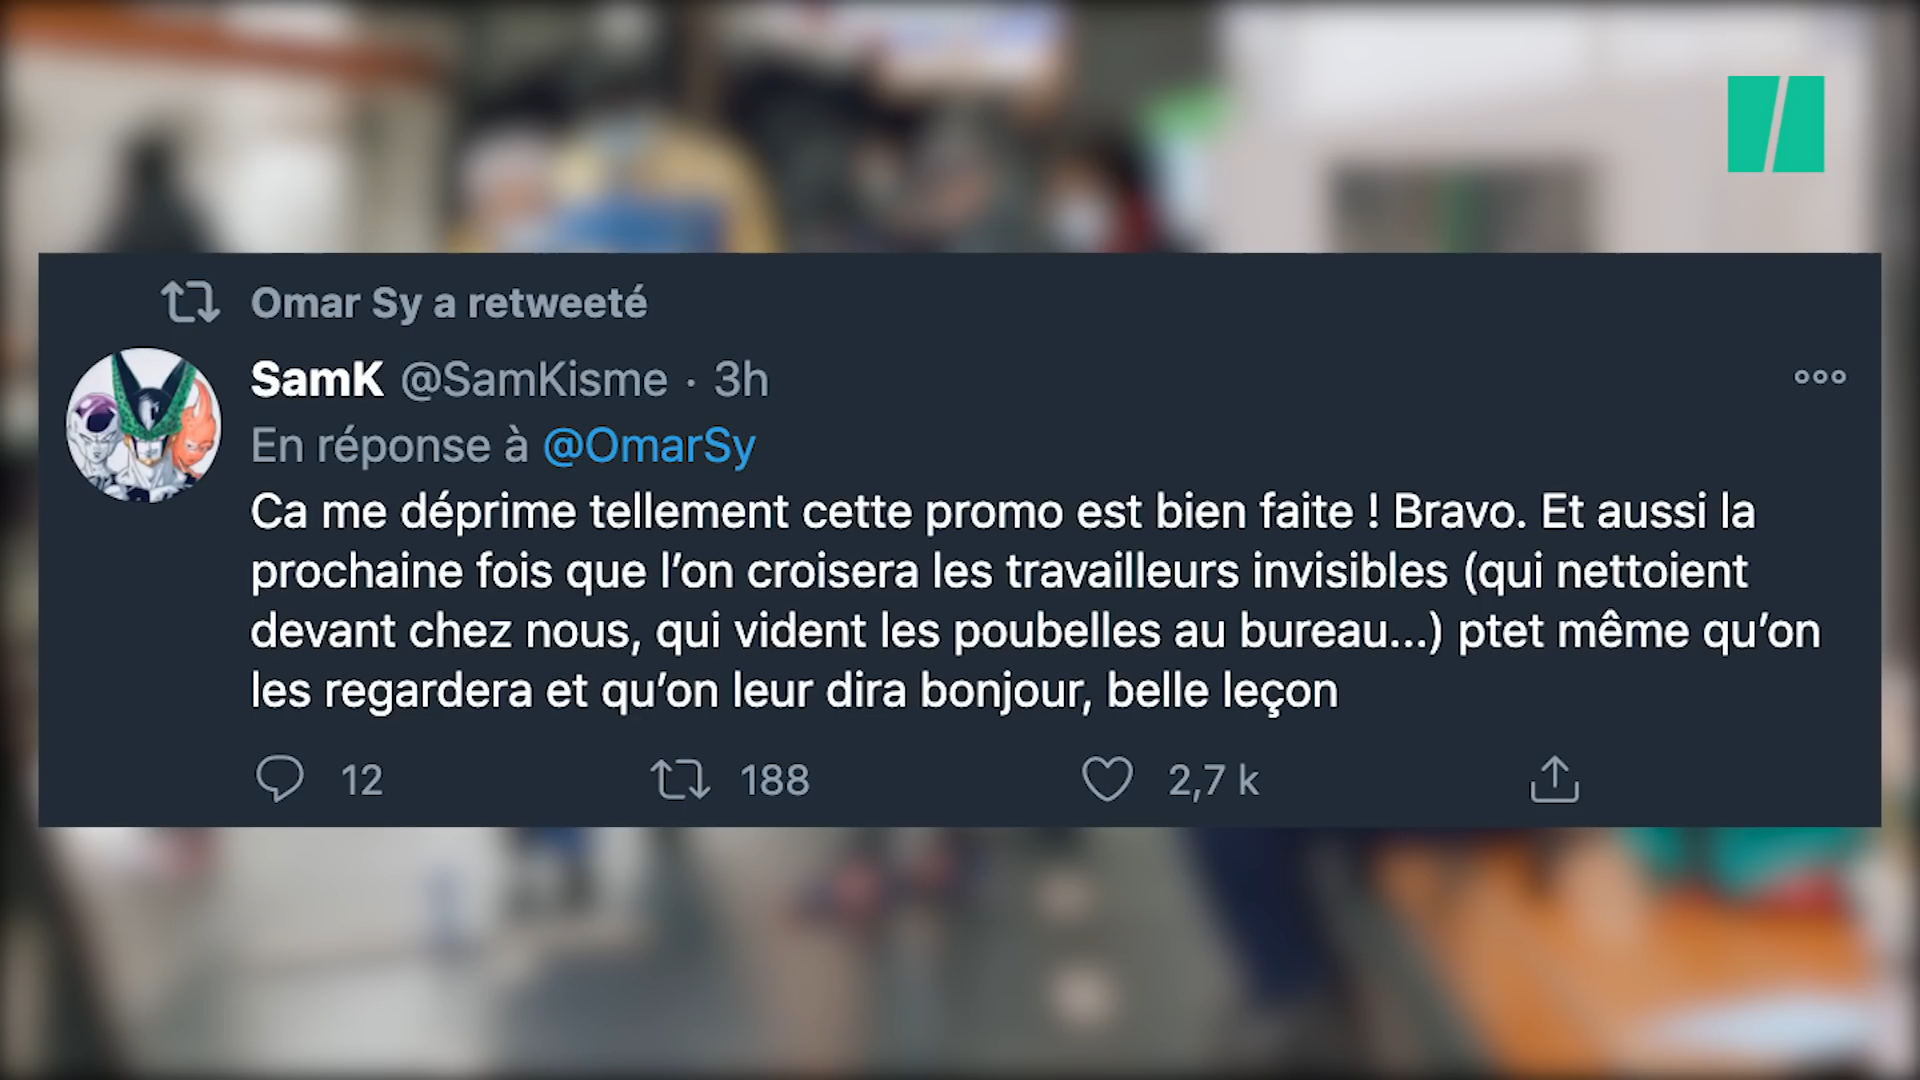 Omar Sy a retweeté
SamK @SamKisme · 3h
En réponse à @OmarSy
Ca me déprime tellement cette promo est bien faite ! Bravo. Et aussi la
prochaine fois que l’on croisera les travailleurs invisibles (qui nettoient
devant chez nous, qui vident les poubelles au bureau...) ptet même qu’on
les regardera et qu’on leur dira bonjour, belle leçon
12 188 2,7 k